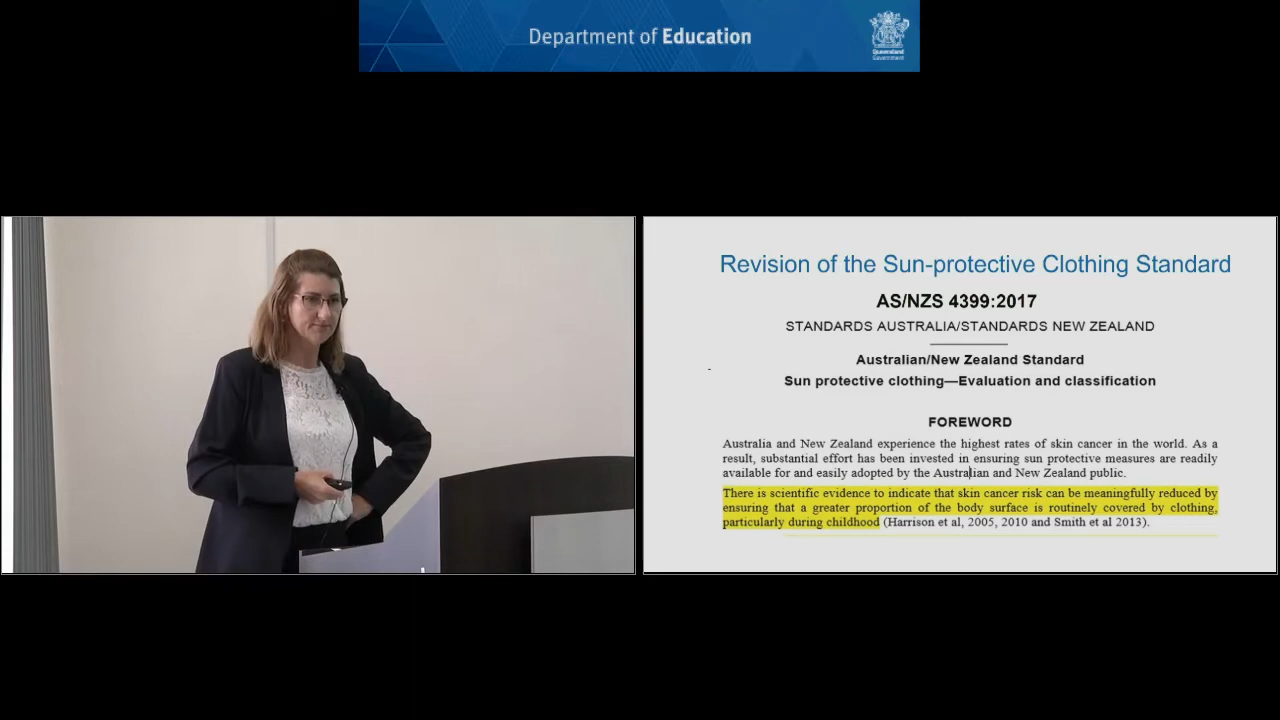 Department of Education
Queensland
Government
Revision of the Sun-protective Clothing Standard
AS/NZS 4399:2017
STANDARDS AUSTRALIA/STANDARDS NEW ZEALAND
Australian/New Zealand Standard
Sun protective clothing—Evaluation and classification
FOREWORD
Australia and New Zealand experience the highest rates of skin cancer in the world. As a
result, substantial effort has been invested in ensuring sun protective measures are readily
available for and easily adopted by the Australian and New Zealand public.
There is scientific evidence to indicate that skin cancer risk can be meaningfully reduced by
ensuring that a greater proportion of the body surface is routinely covered by clothing,
particularly during childhood (Harrison et al, 2005, 2010 and Smith et al 2013).